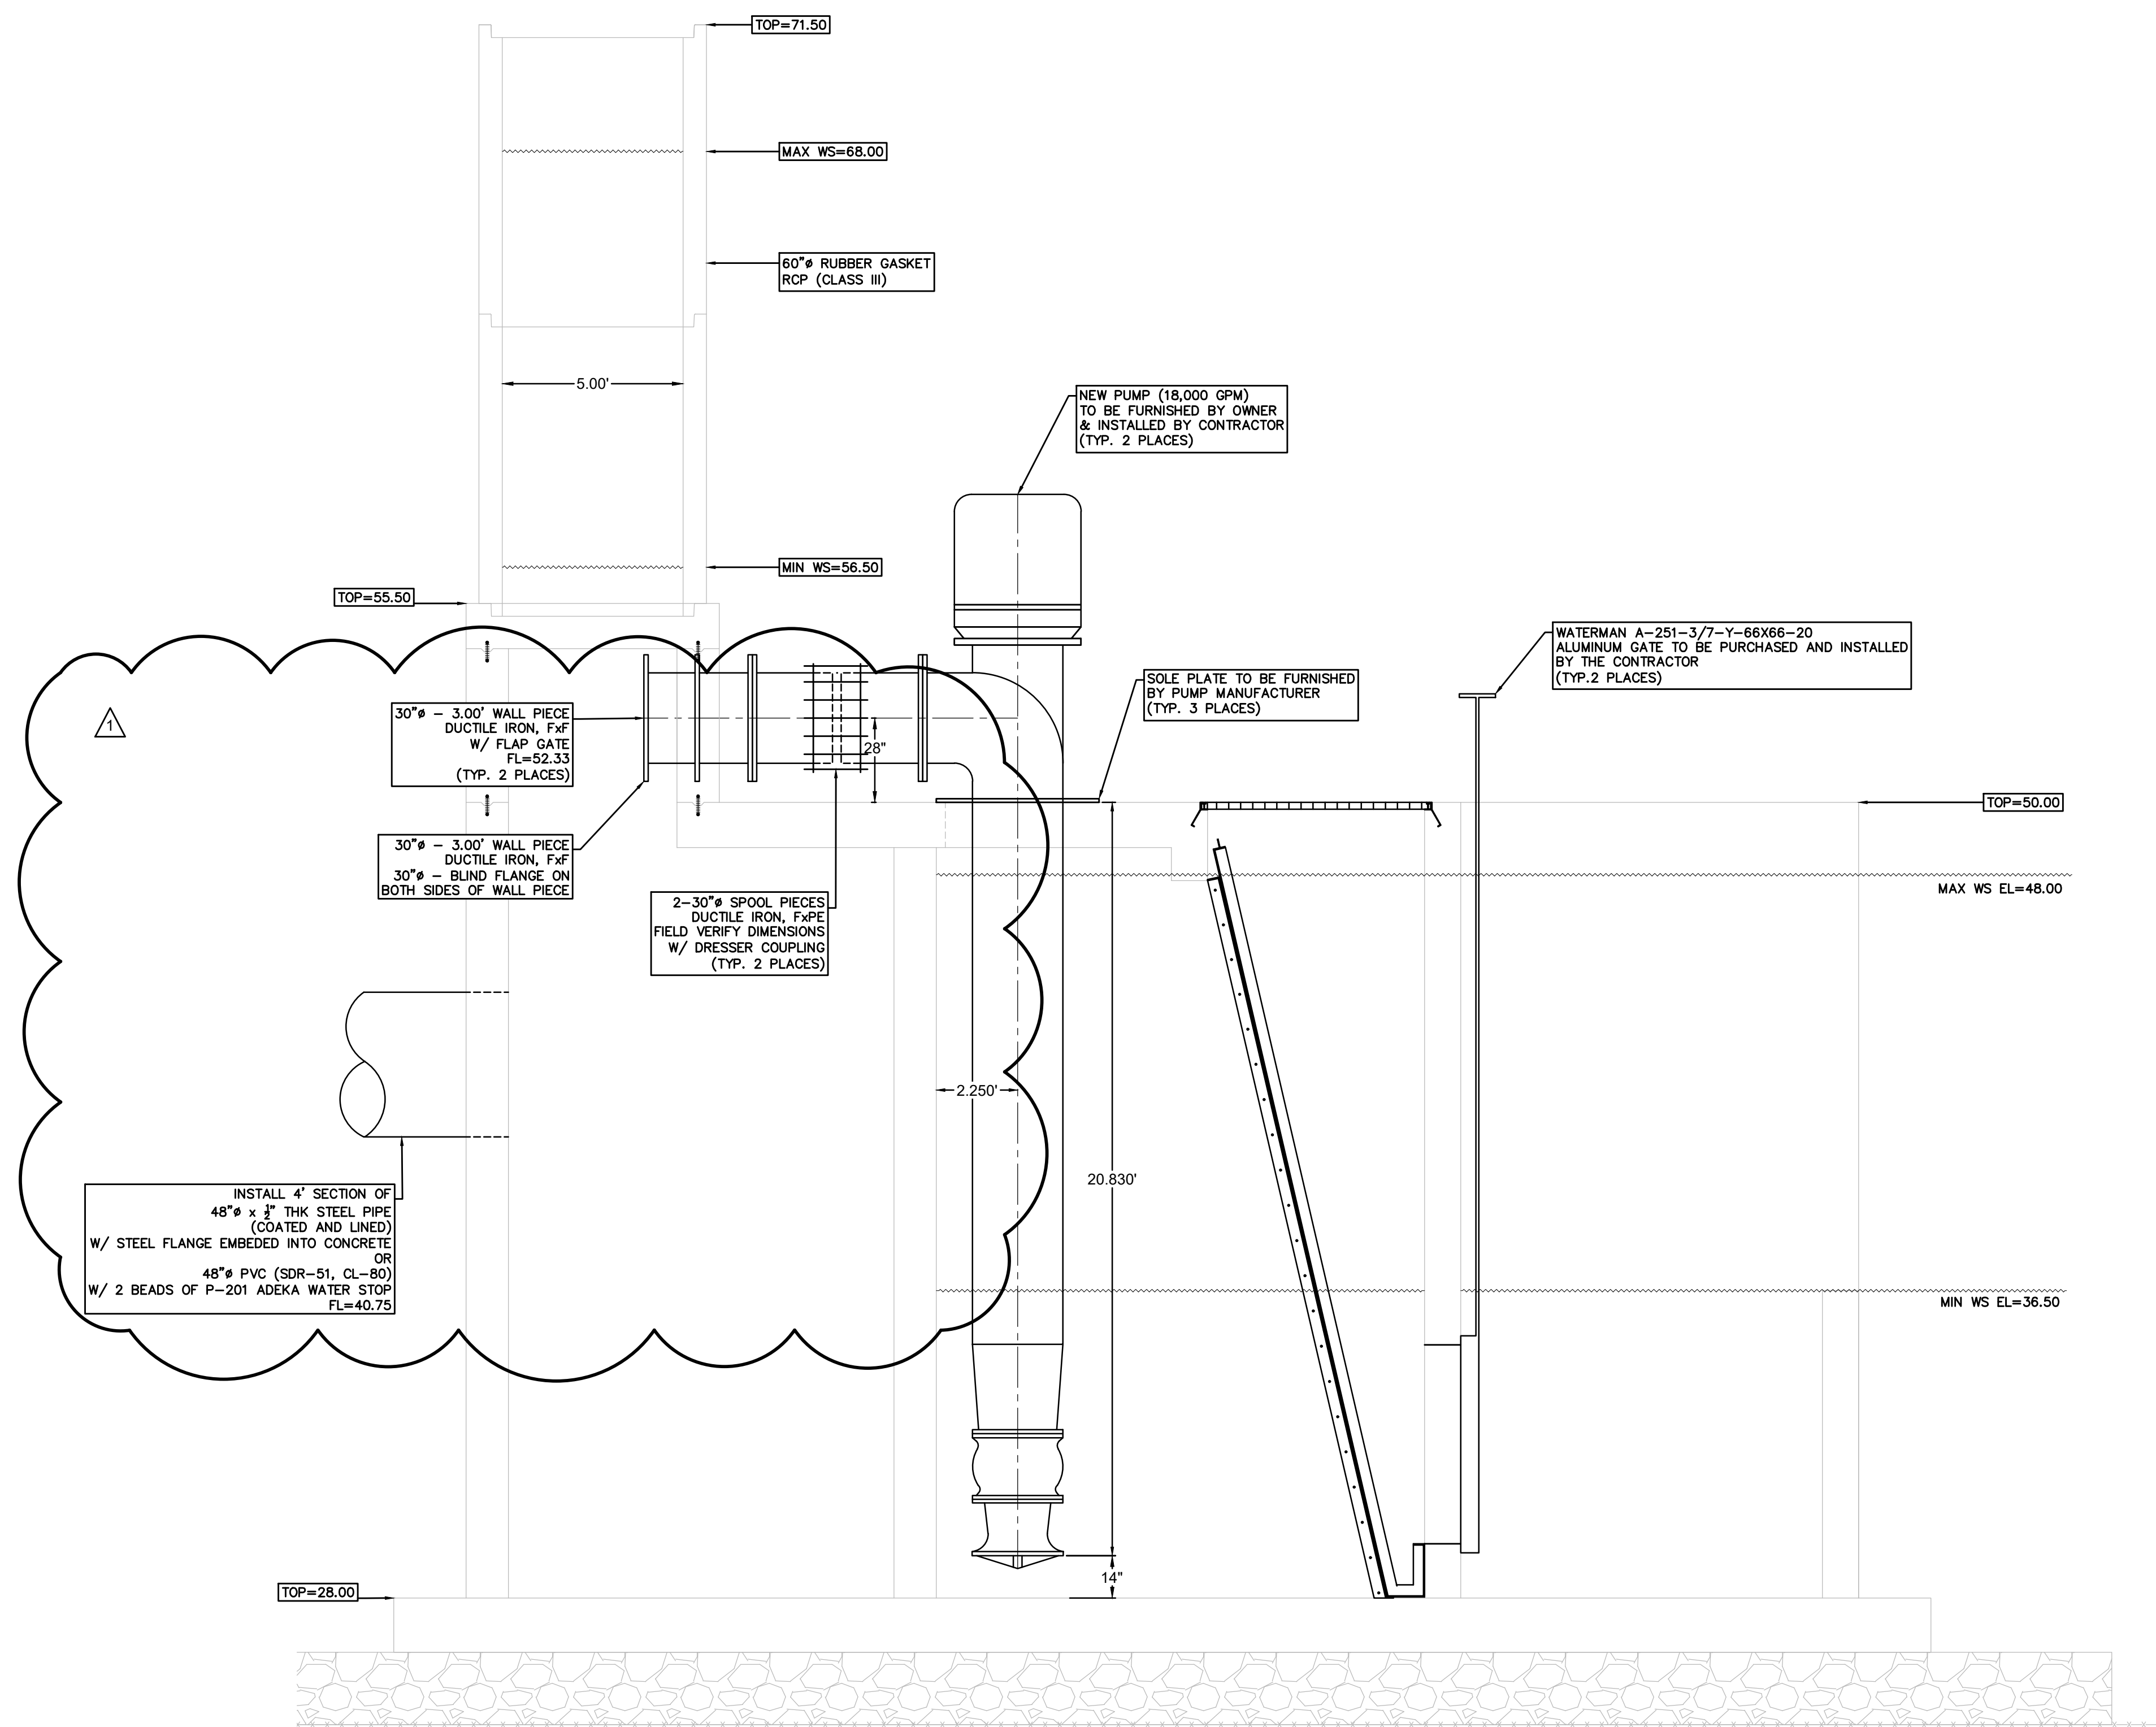 TOP=71.50
MAX WS=68.00
60"ø RUBBER GASKET
RCP (CLASS III)
5.00'
NEW PUMP (18,000 GPM)
TO BE FURNISHED BY OWNER
& INSTALLED BY CONTRACTOR
(TYP. 2 PLACES)
MIN WS=56.50
TOP=55.50
WATERMAN A-251-3/7-Y-66X66-20
ALUMINUM GATE TO BE PURCHASED AND INSTALLED
BY THE CONTRACTOR
(TYP.2 PLACES)
SOLE PLATE TO BE FURNISHED
BY PUMP MANUFACTURER
(TYP. 3 PLACES)
1
30"ø - 3.00' WALL PIECE
DUCTILE IRON, FxF
W/ FLAP GATE
FL=52.33
(TYP. 2 PLACES)
28"
TOP=50.00
30"ø - 3.00' WALL PIECE
DUCTILE IRON, FxF
30"ø - BLIND FLANGE ON
BOTH SIDES OF WALL PIECE
MAX WS EL=48.00
2-30"ø SPOOL PIECES
DUCTILE IRON, FxPE
FIELD VERIFY DIMENSIONS
W/ DRESSER COUPLING
(TYP. 2 PLACES)
2.250'
20.830'
INSTALL 4' SECTION OF
48"ø x ½" THK STEEL PIPE
(COATED AND LINED)
W/ STEEL FLANGE EMBEDED INTO CONCRETE
OR
48"ø PVC (SDR-51, CL-80)
W/ 2 BEADS OF P-201 ADEKA WATER STOP
FL=40.75
MIN WS EL=36.50
14"
TOP=28.00